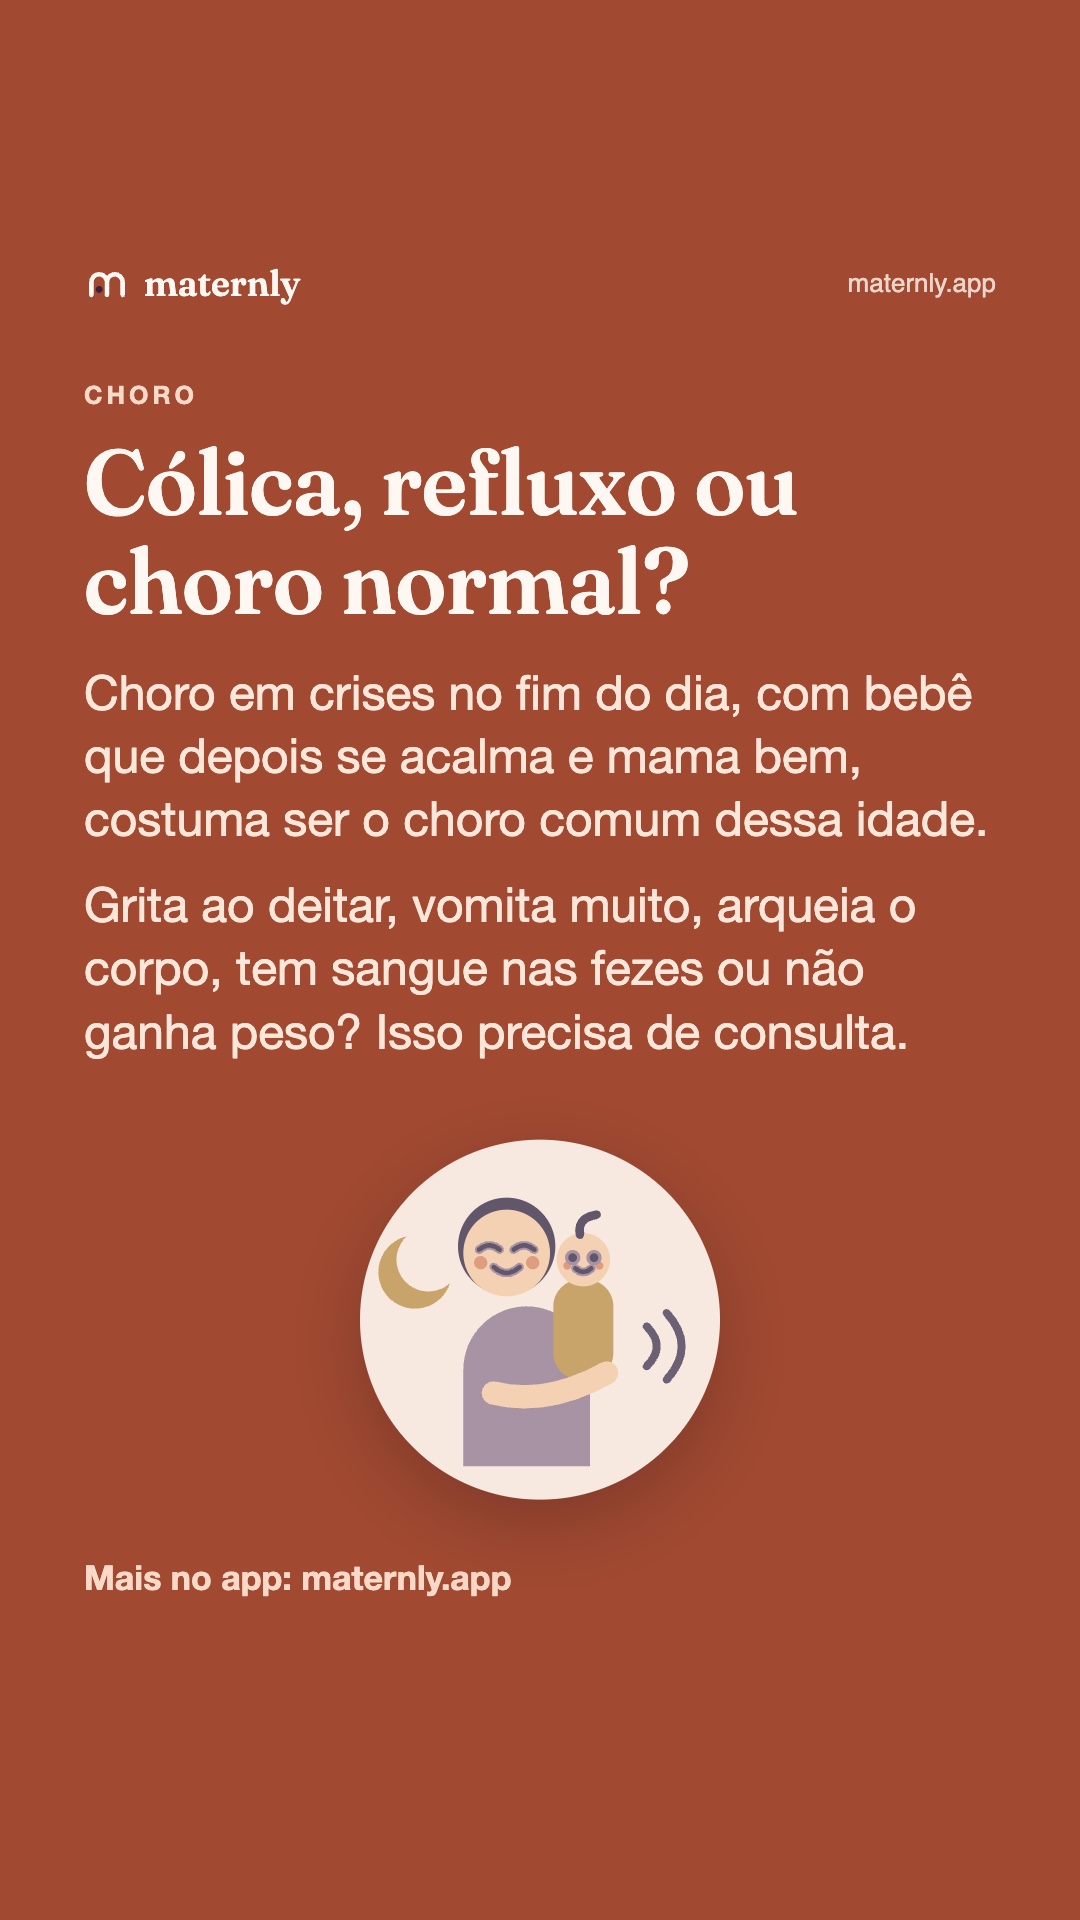 maternly
maternly.app
CHORO
Cólica, refluxo ou
choro normal?
Choro em crises no fim do dia, com bebê
que depois se acalma e mama bem,
costuma ser o choro comum dessa idade.
Grita ao deitar, vomita muito, arqueia o
corpo, tem sangue nas fezes ou não
ganha peso? Isso precisa de consulta.
Mais no app: maternly.app